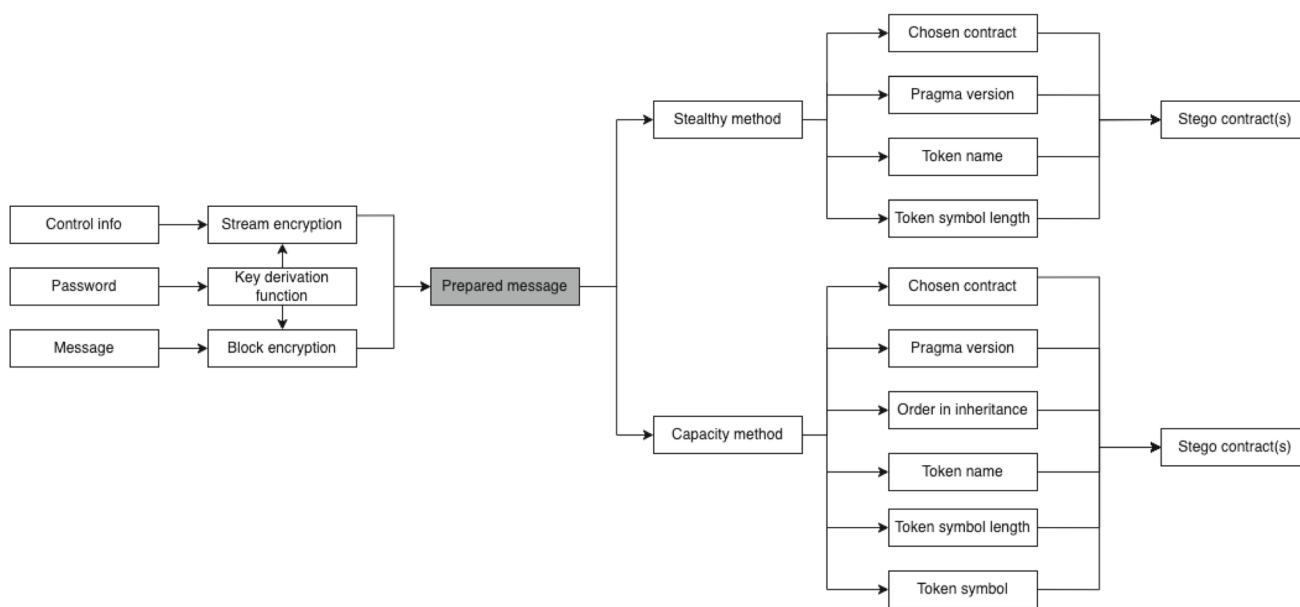 Control info
Password
Message
Stream encryption
Key derivation
function
Block encryption
Prepared message
Stealthy method
Chosen contract
Pragma version
Token name
Token symbol length
Stego contract(s)
Capacity method
Chosen contract
Pragma version
Order in inheritance
Token name
Token symbol length
Token symbol
Stego contract(s)